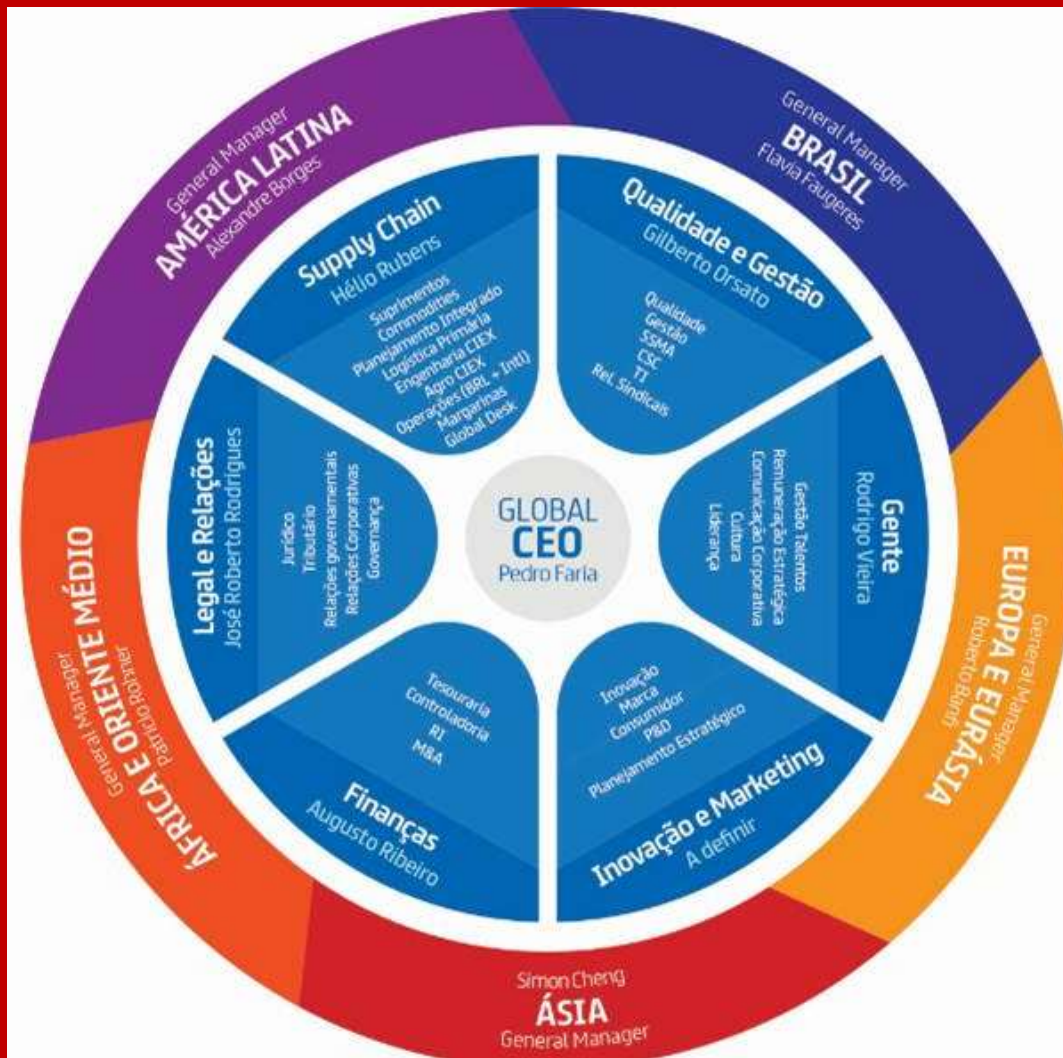 General Manager
AMÉRICA LATINA
Alexandre Borges
General Manager
BRASIL
Flavia Faugeres
Supply Chain
Hélio Rubens
Suprimentos
Commodities
Planejamento Integrado
Logística Primária
Engenharia CIEX
Agro CIEX
Operações (BRL + Intl)
Margarinas
Global Desk
Qualidade e Gestão
Gilberto Orsato
Qualidade
Gestão
SSMA
CSC
TI
Rel. Sindicais
Legal e Relações
José Roberto Rodrigues
Jurídico
Tributário
Relações governamentais
Relações Corporativas
Governança
GLOBAL
CEO
Pedro Faria
Gente
Rodrigo Vieira
Gestão Talentos
Remuneração Estratégica
Comunicação Corporativa
Cultura
Liderança
General Manager
EUROPA E EURÁSIA
Roberto Banfi
General Manager
ÁFRICA E ORIENTE MÉDIO
Patricio Rohner
Tesouraria
Controladoria
RI
M&A
Finanças
Augusto Ribeiro
Inovação
Marca
Consumidor
P&D
Planejamento Estratégico
Inovação e Marketing
A definir
Simon Cheng
ÁSIA
General Manager